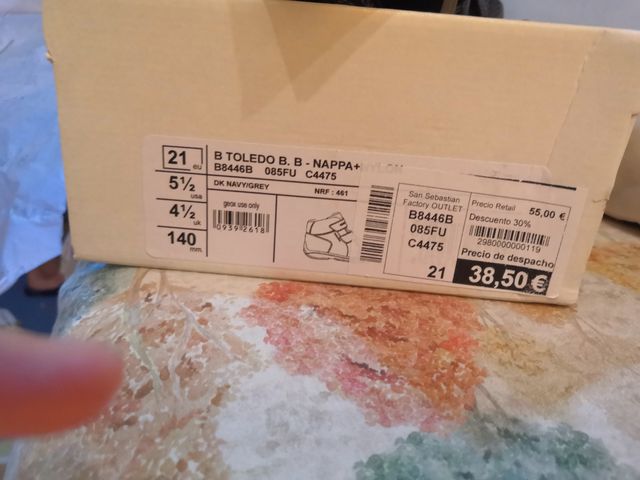 21 eu
5½ usa
4½ uk
140 mm
B TOLEDO B. B - NAPPA+NYLON
B8446B 085FU C4475
DK NAVY/GREY
NRF : 461
geox use only
09392618
San Sebastian
Factory OUTLET
B8446B
085FU
C4475
21
Precio Retail 55,00 €
Descuento 30%
2980000000119
Precio de despacho
38,50 €